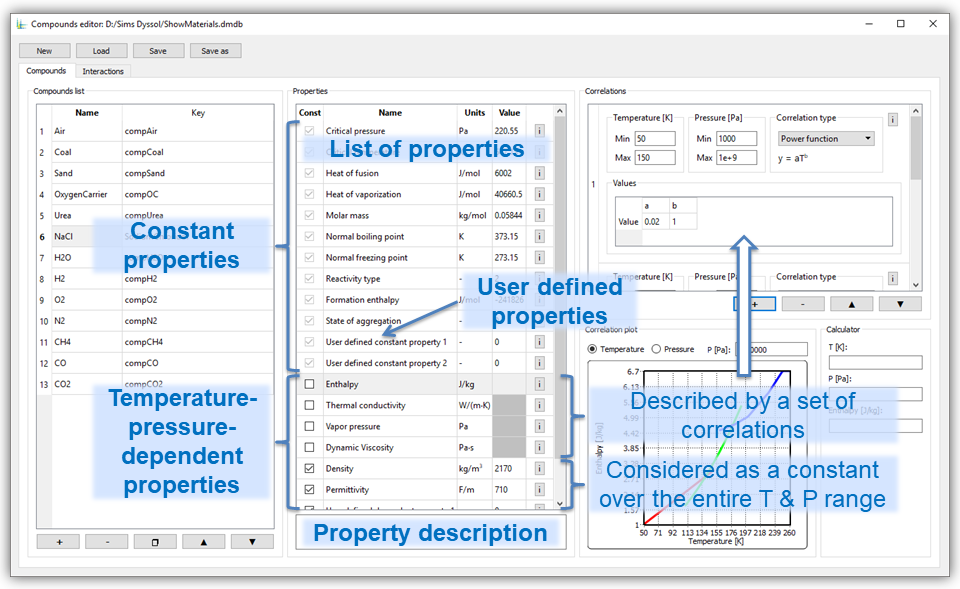 Compounds editor: D:/Sims Dyssol/ShowMaterials.dmdb
New Load Save Save as
Compounds Interactions
Compounds list
Name Key
1 Air compAir
2 Coal compCoal
3 Sand compSand
4 OxygenCarrier compOC
5 Urea compUrea
6 NaCl
7 H2O compH2O
8 H2 compH2
9 O2 compO2
10 N2 compN2
11 CH4 compCH4
12 CO compCO
13 CO2 compCO2
+ -
▲ ▼
Constant
properties
Temperature-
pressure-
dependent
properties
Properties
Const Name Units Value
Critical pressure Pa 220.55 i
List of properties
Heat of fusion J/mol 6002 i
Heat of vaporization J/mol 40660.5 i
Molar mass kg/mol 0.05844 i
Normal boiling point K 373.15 i
Normal freezing point K 273.15 i
Reactivity type - i
Formation enthalpy J/mol -241826 i
State of aggregation -
User defined constant property 1 - 0 i
User defined constant property 2 - 0 i
Enthalpy J/kg i
Thermal conductivity W/(m·K) i
Vapor pressure Pa i
Dynamic Viscosity Pa·s i
Density kg/m³ 2170 i
Permittivity F/m 710 i
User defined
properties
Property description
Correlations
Temperature [K] Pressure [Pa] Correlation type i
Min 50 Min 1000 Power function
Max 150 Max 1e+9 y = aTᵇ
1
Values
a b
Value 0.02 1
Temperature [K] Pressure [Pa] Correlation type i
+ - ▲ ▼
Correlation plot
Temperature Pressure P [Pa]:
6.7
6.13
4.99
4.42
3.85
1.57
1
50 71 92 113 134 155 176 197 218 239 260
Temperature [K]
Enthalpy [J/kg]
Calculator
T [K]:
P [Pa]:
Enthalpy [J/kg]:
Described by a set of
correlations
Considered as a constant
over the entire T & P range